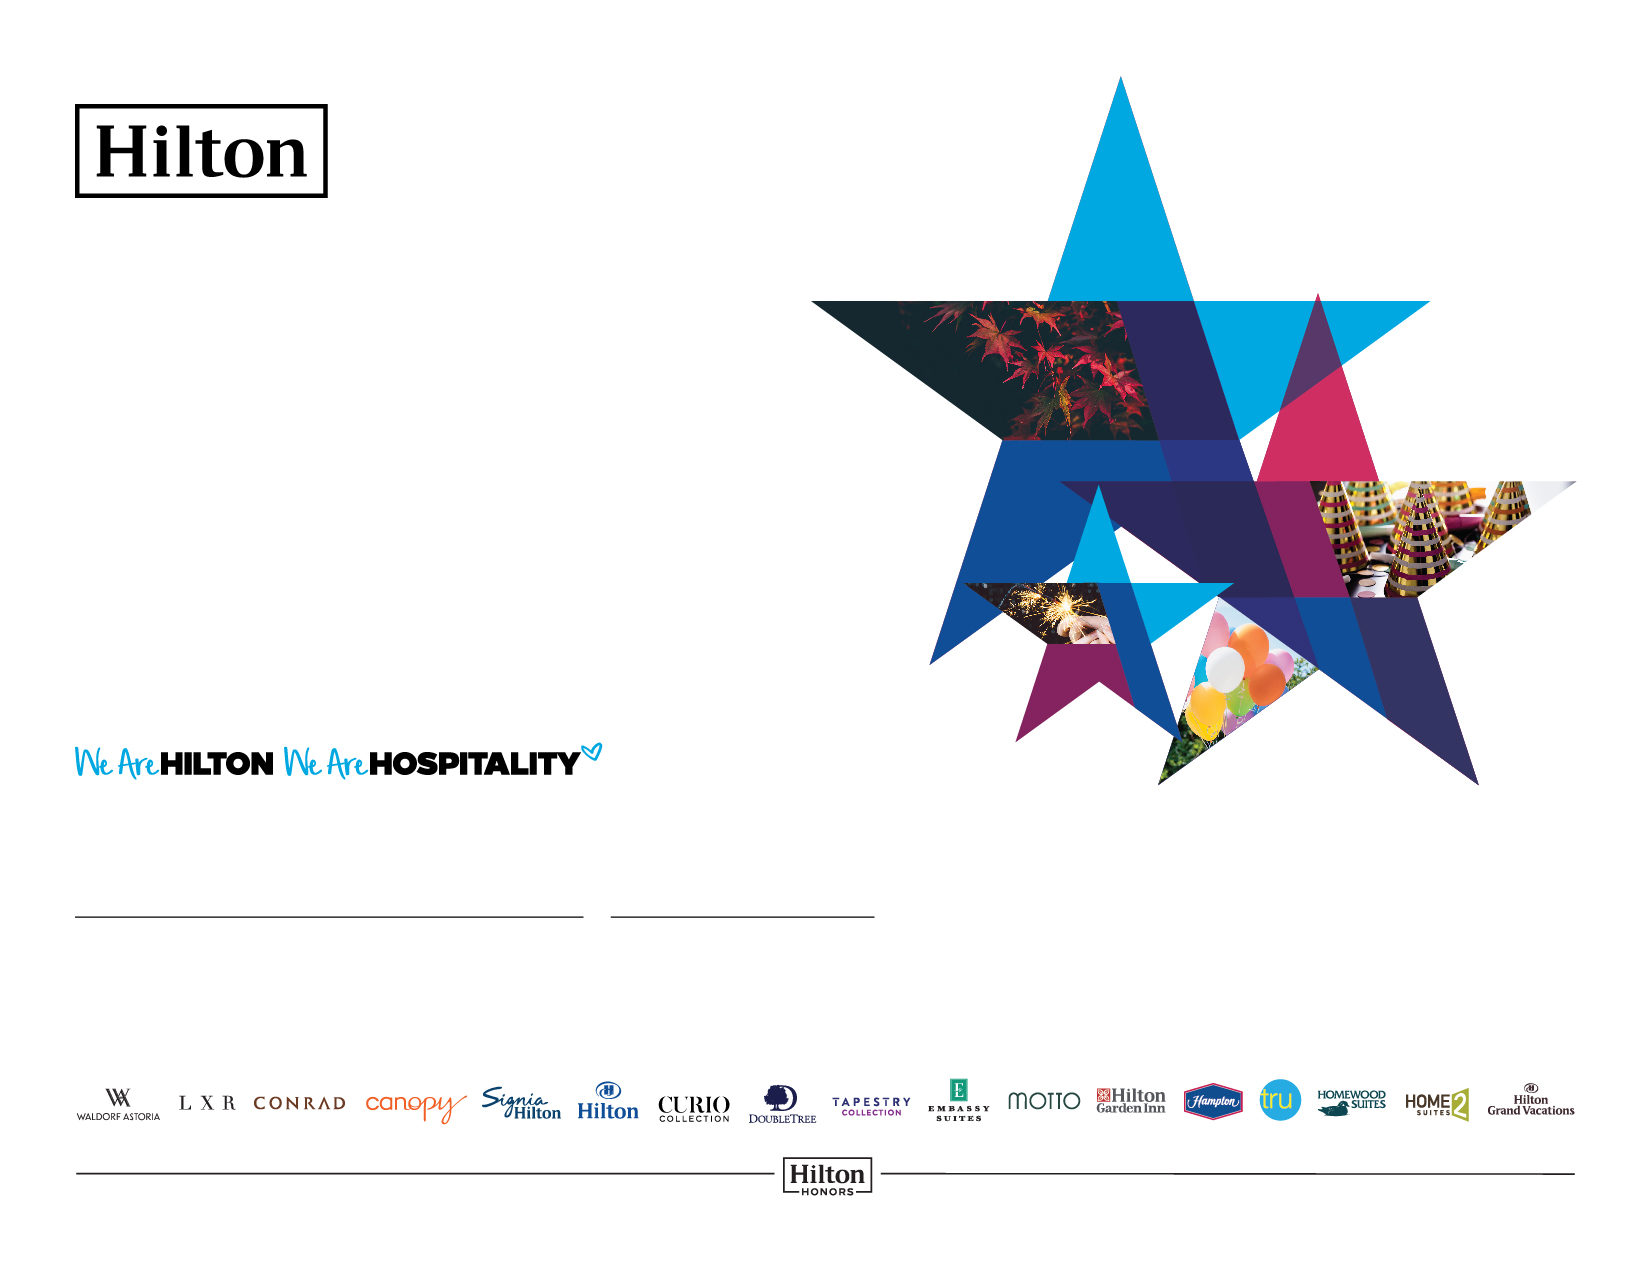 Hilton
We Are HILTON We Are HOSPITALITY
WALDORF ASTORIA
LXR
CONRAD
canopy
Signia
Hilton
Hilton
CURIO
COLLECTION
DOUBLETREE
TAPESTRY
COLLECTION
E
EMBASSY
SUITES
MOTTO
Hilton
Garden Inn
Hampton
tru
HOMEWOOD
SUITES
HOME2
SUITES
Hilton
Grand Vacations
Hilton
HONORS